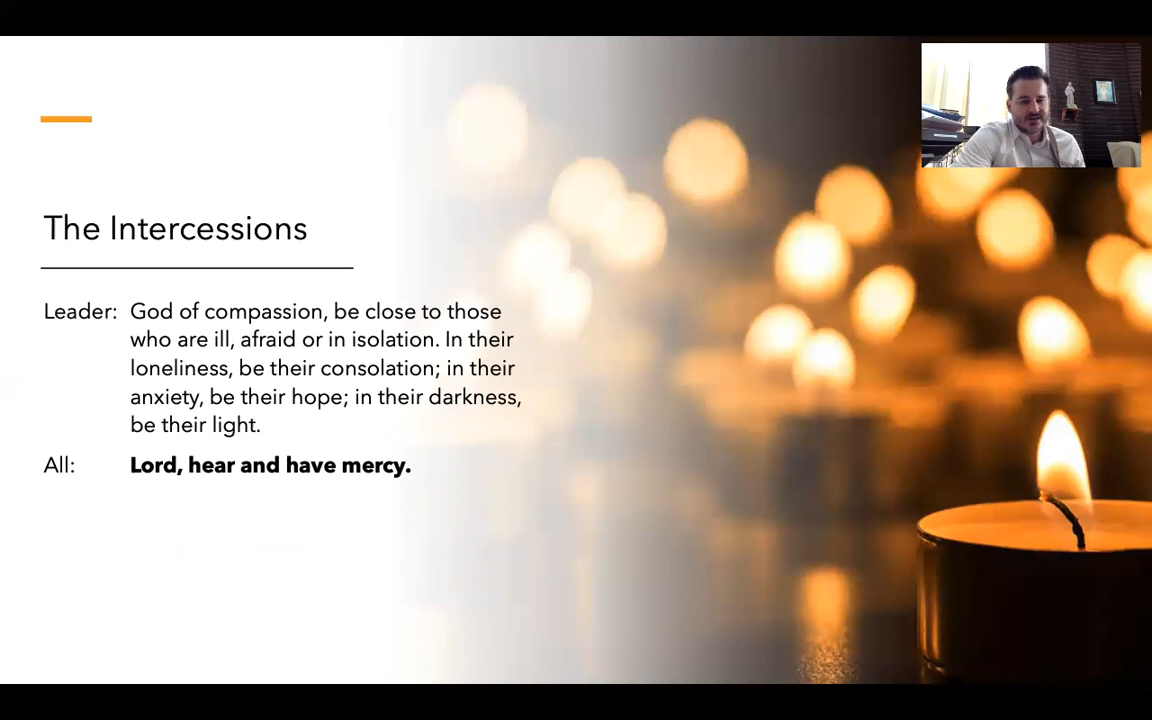 The Intercessions
Leader: God of compassion, be close to those
who are ill, afraid or in isolation. In their
loneliness, be their consolation; in their
anxiety, be their hope; in their darkness,
be their light.
All: Lord, hear and have mercy.